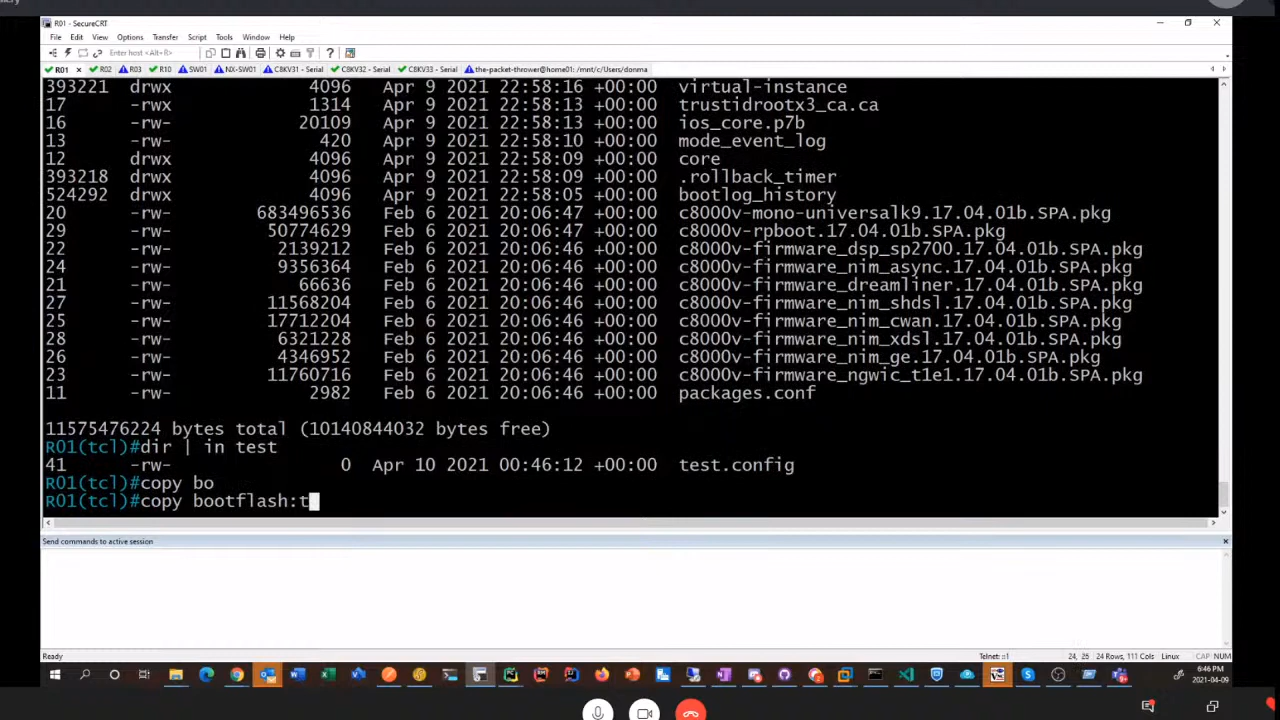 R01 - SecureCRT
File Edit View Options Transfer Script Tools Window Help
Enter host <Alt+R>
R01 R02 R03 R10 SW01 NX-SW01 C8KV31 - Serial C8KV32 - Serial C8KV33 - Serial the-packet-thrower@home01: /mnt/c/Users/donma
393221 drwx 4096 Apr 9 2021 22:58:16 +00:00 virtual-instance
17 -rw- 1314 Apr 9 2021 22:58:13 +00:00 trustidrootx3_ca.ca
16 -rw- 20109 Apr 9 2021 22:58:13 +00:00 ios_core.p7b
13 -rw- 420 Apr 9 2021 22:58:10 +00:00 mode_event_log
12 drwx 4096 Apr 9 2021 22:58:09 +00:00 core
393218 drwx 4096 Apr 9 2021 22:58:09 +00:00 .rollback_timer
524292 drwx 4096 Apr 9 2021 22:58:05 +00:00 bootlog_history
20 -rw- 683496536 Feb 6 2021 20:06:47 +00:00 c8000v-mono-universalk9.17.04.01b.SPA.pkg
29 -rw- 50774629 Feb 6 2021 20:06:47 +00:00 c8000v-rpboot.17.04.01b.SPA.pkg
22 -rw- 2139212 Feb 6 2021 20:06:46 +00:00 c8000v-firmware_dsp_sp2700.17.04.01b.SPA.pkg
24 -rw- 9356364 Feb 6 2021 20:06:46 +00:00 c8000v-firmware_nim_async.17.04.01b.SPA.pkg
21 -rw- 66636 Feb 6 2021 20:06:46 +00:00 c8000v-firmware_dreamliner.17.04.01b.SPA.pkg
27 -rw- 11568204 Feb 6 2021 20:06:46 +00:00 c8000v-firmware_nim_shdsl.17.04.01b.SPA.pkg
25 -rw- 17712204 Feb 6 2021 20:06:46 +00:00 c8000v-firmware_nim_cwan.17.04.01b.SPA.pkg
28 -rw- 6321228 Feb 6 2021 20:06:46 +00:00 c8000v-firmware_nim_xdsl.17.04.01b.SPA.pkg
26 -rw- 4346952 Feb 6 2021 20:06:46 +00:00 c8000v-firmware_nim_ge.17.04.01b.SPA.pkg
23 -rw- 11760716 Feb 6 2021 20:06:46 +00:00 c8000v-firmware_ngwic_t1e1.17.04.01b.SPA.pkg
11 -rw- 2982 Feb 6 2021 20:06:46 +00:00 packages.conf
11575476224 bytes total (10140844032 bytes free)
R01(tcl)#dir | in test
41 -rw- 0 Apr 10 2021 00:46:12 +00:00 test.config
R01(tcl)#copy bo
R01(tcl)#copy bootflash:t
Send commands to active session
Ready Telnet: ::1 24, 26 24 Rows, 111 Cols Linux CAP NUM
6:46 PM
2021-04-09